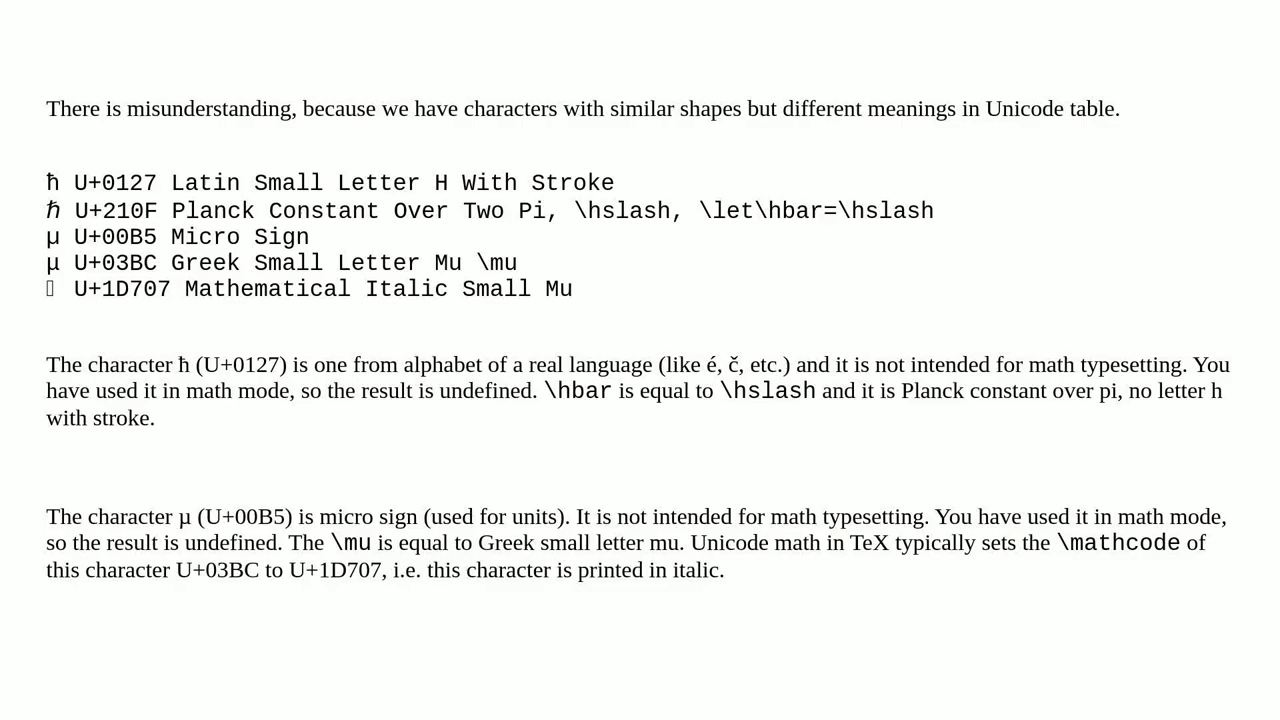 There is misunderstanding, because we have characters with similar shapes but different meanings in Unicode table.
ħ U+0127 Latin Small Letter H With Stroke
ℏ U+210F Planck Constant Over Two Pi, \hslash, \let\hbar=\hslash
µ U+00B5 Micro Sign
μ U+03BC Greek Small Letter Mu \mu
▯ U+1D707 Mathematical Italic Small Mu
The character ħ (U+0127) is one from alphabet of a real language (like é, č, etc.) and it is not intended for math typesetting. You
have used it in math mode, so the result is undefined. \hbar is equal to \hslash and it is Planck constant over pi, no letter h
with stroke.
The character µ (U+00B5) is micro sign (used for units). It is not intended for math typesetting. You have used it in math mode,
so the result is undefined. The \mu is equal to Greek small letter mu. Unicode math in TeX typically sets the \mathcode of
this character U+03BC to U+1D707, i.e. this character is printed in italic.